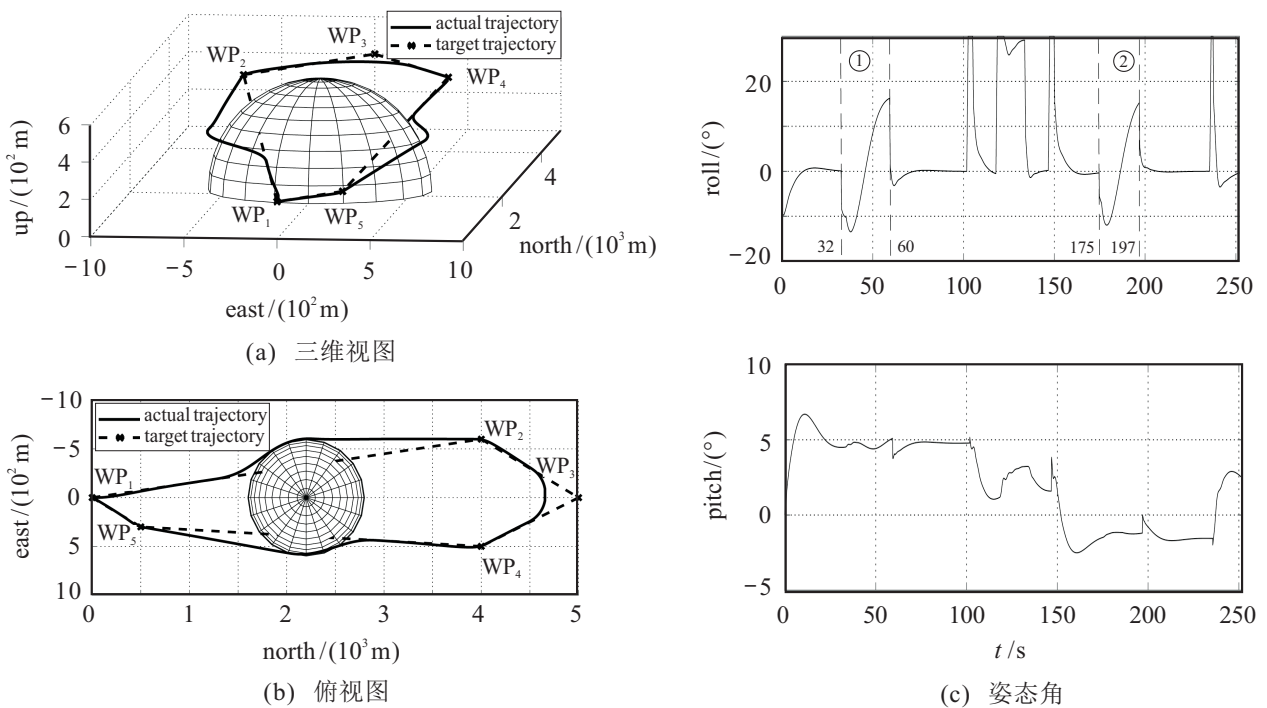 actual trajectory
target trajectory
WP₃
WP₂
WP₄
WP₁
WP₅
up/(10² m)
6
4
2
0
−10
−5
0
5
10
2
4
north/(10³ m)
east/(10² m)
(a) 三维视图
actual trajectory
target trajectory
WP₁
WP₂
WP₃
WP₄
WP₅
east/(10² m)
−10
−5
0
5
10
0
1
2
3
4
5
north/(10³ m)
(b) 俯视图
roll/(°)
20
0
−20
①
②
32
60
175
197
0
50
100
150
200
250
pitch/(°)
10
5
0
−5
0
50
100
150
200
250
t/s
(c) 姿态角